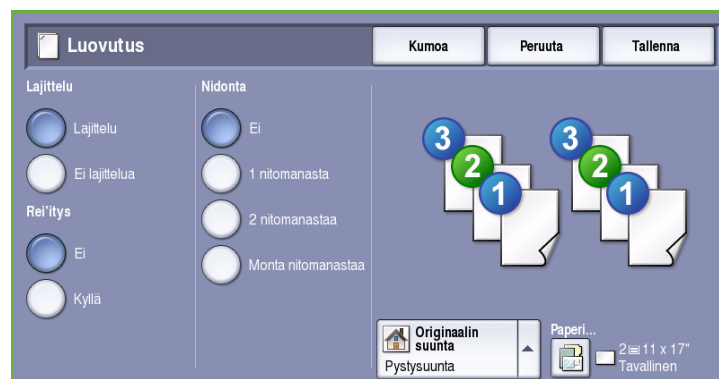 Luovutus
Kumoa
Peruuta
Tallenna
Lajittelu
Lajittelu
Ei lajittelua
Rei'itys
Ei
Kyllä
Nidonta
Ei
1 nitomanasta
2 nitomanastaa
Monta nitomanastaa
3
2
1
3
2
1
Originaalin
suunta
Pystysuunta
Paperi...
2 11 x 17"
Tavallinen